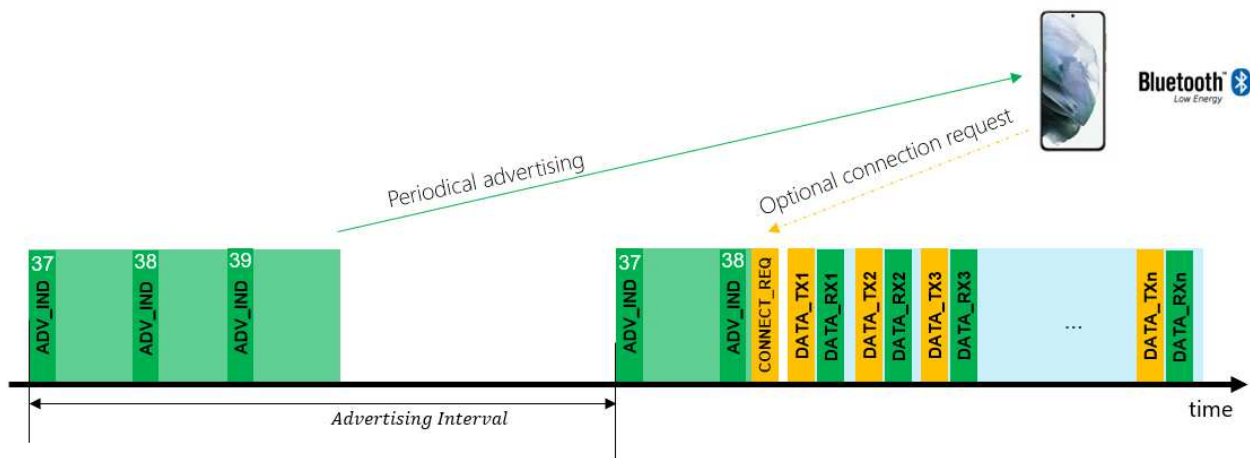 Bluetooth™
Low Energy
Periodical advertising
Optional connection request
37
38
39
37
38
ADV_IND
ADV_IND
ADV_IND
ADV_IND
ADV_IND
CONNECT_REQ
DATA_TX1
DATA_RX1
DATA_TX2
DATA_RX2
DATA_TX3
DATA_RX3
...
DATA_TXn
DATA_RXn
Advertising Interval
time